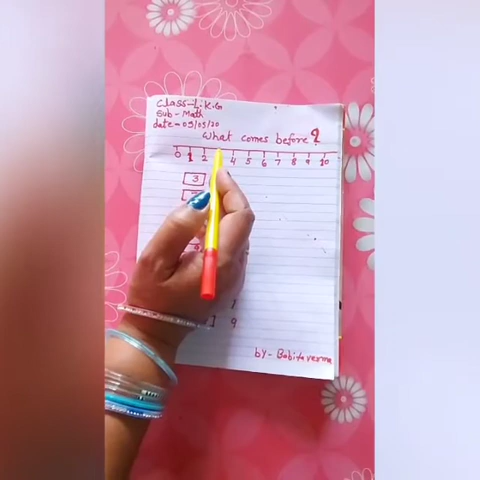 Class-L.K.G
Sub - Math
date = 09/05/20
What comes before ?
0 1 2 4 5 6 7 8 9 10
3
9
by - Babita verma